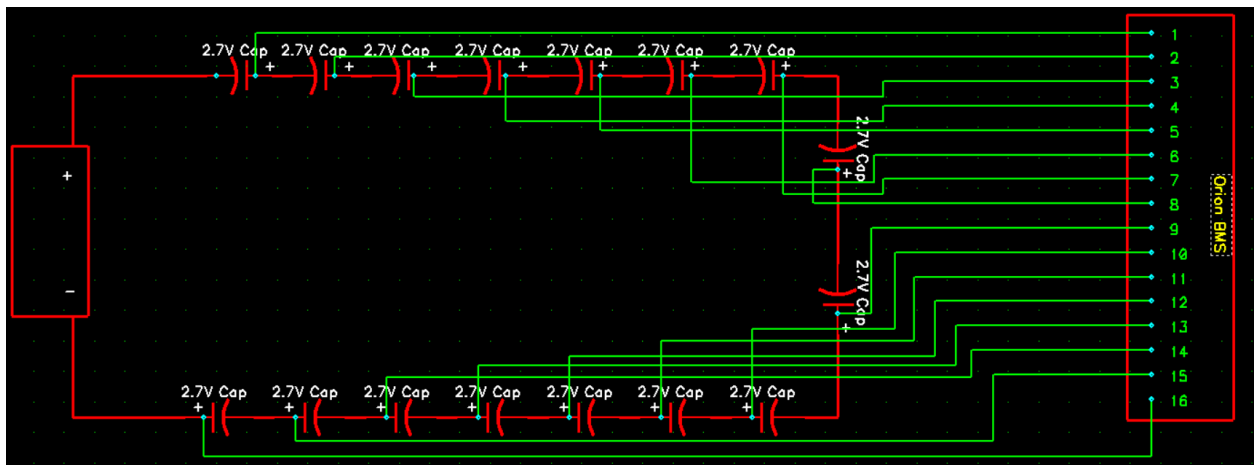 2.7V Cap 2.7V Cap 2.7V Cap 2.7V Cap 2.7V Cap 2.7V Cap 2.7V Cap
+ + + + + + +
1
2
3
4
5
6
7
8
9
10
11
12
13
14
15
16
Orion BMS
2.7V Cap
+
2.7V Cap
+
+
-
2.7V Cap 2.7V Cap 2.7V Cap 2.7V Cap 2.7V Cap 2.7V Cap 2.7V Cap
+ + + + + + +